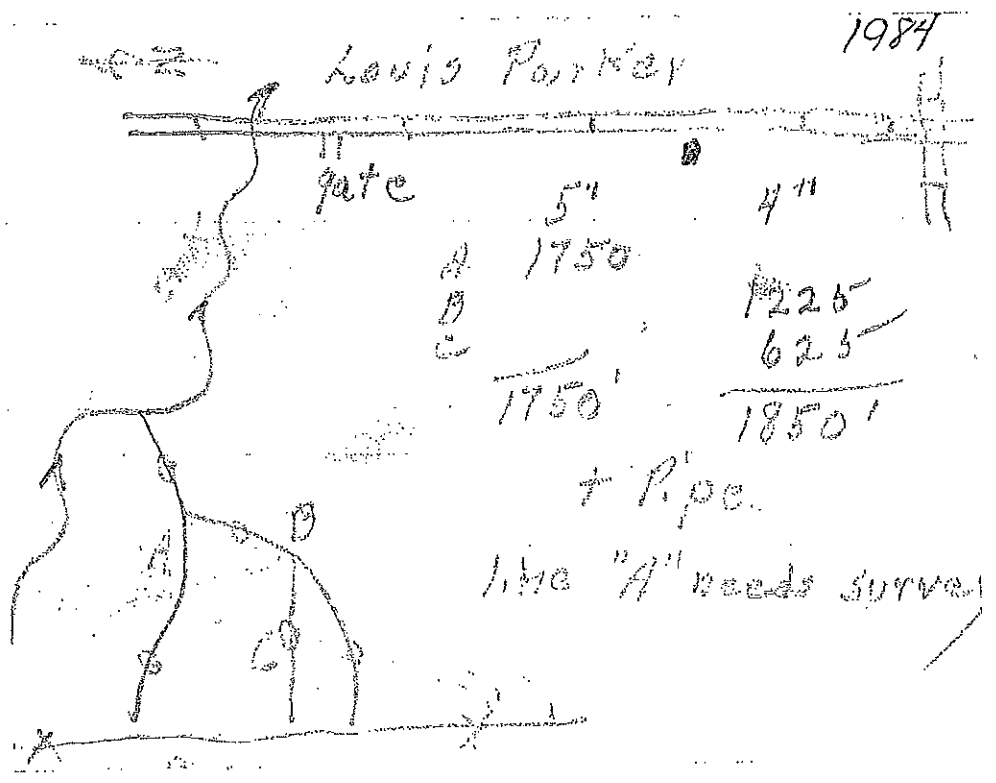 1984
Louis Parker
gate
5" 4"
A 1750
B 1225
C 625
1750' 1850'
+ Pipe.
B
A
line "A" needs survey
C